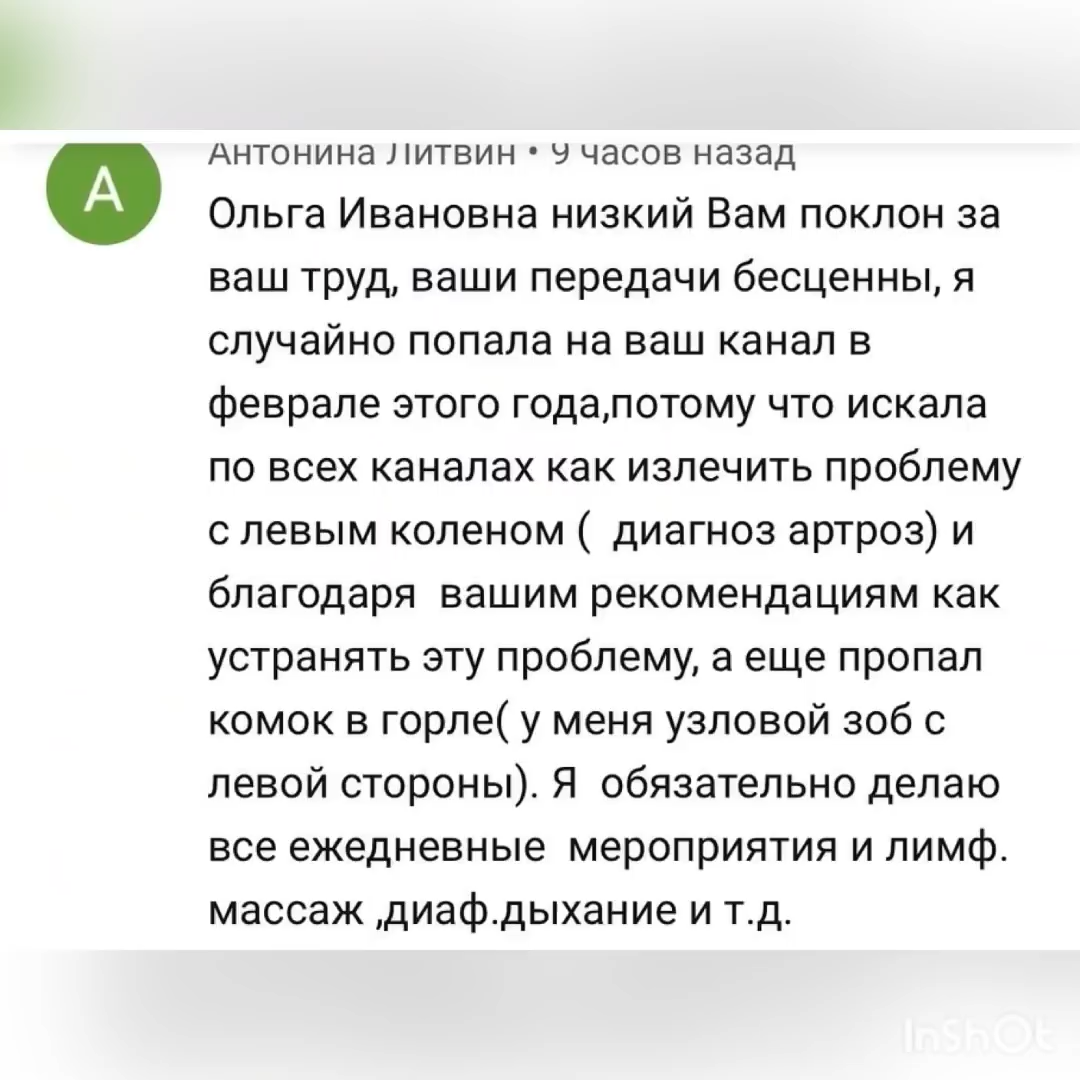 А
Антонина Литвин • 9 часов назад
Ольга Ивановна низкий Вам поклон за
ваш труд, ваши передачи бесценны, я
случайно попала на ваш канал в
феврале этого года,потому что искала
по всех каналах как излечить проблему
с левым коленом (  диагноз артроз) и
благодаря  вашим рекомендациям как
устранять эту проблему, а еще пропал
комок в горле( у меня узловой зоб с
левой стороны). Я  обязательно делаю
все ежедневные  мероприятия и лимф.
массаж ,диаф.дыхание и т.д.
InShOt